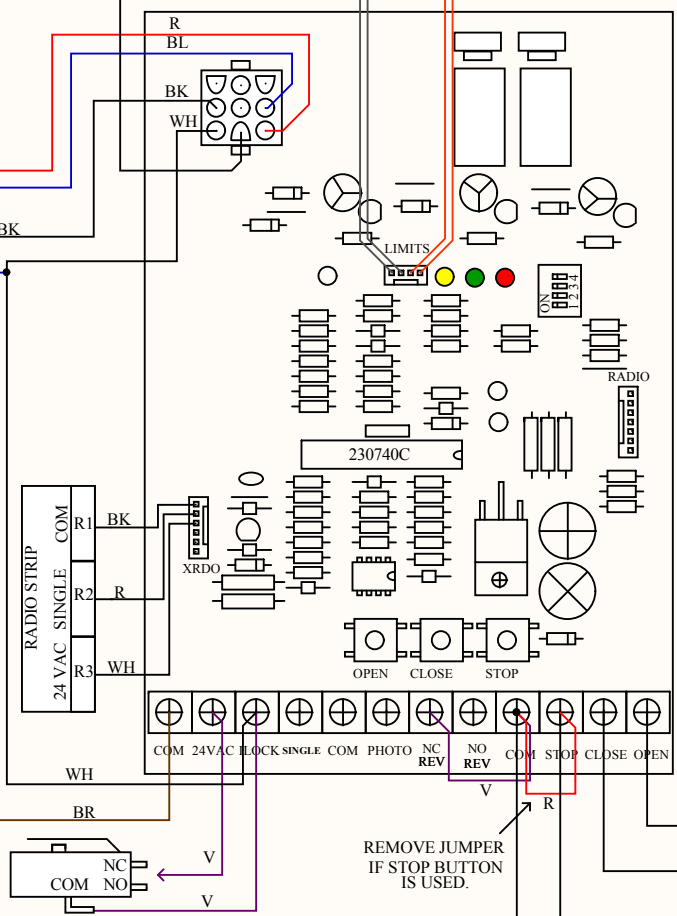 R
BL
BK
WH
BK
LIMITS
ON
1 2 3 4
RADIO
230740C
RADIO STRIP
COM
R1
BK
SINGLE
R2
R
24 VAC
R3
WH
XRDO
OPEN CLOSE STOP
COM 24VAC ILOCK SINGLE COM PHOTO NC REV NO REV COM STOP CLOSE OPEN
WH
V
R
BR
REMOVE JUMPER
IF STOP BUTTON
IS USED.
NC
COM NO
V
V